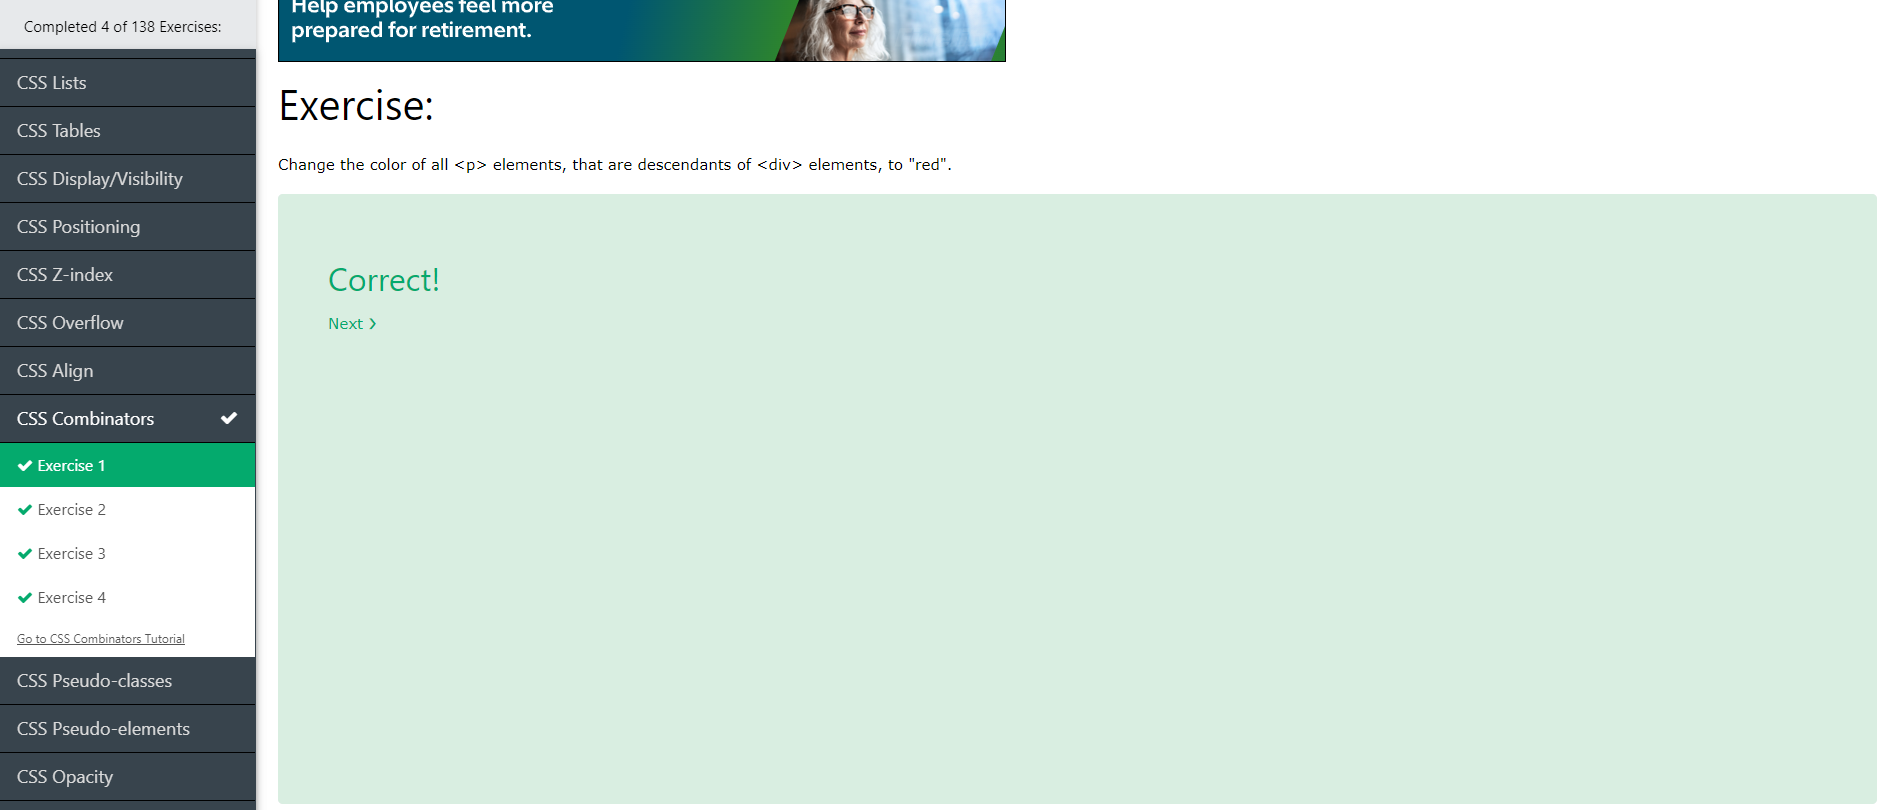 Completed 4 of 138 Exercises:
CSS Lists
CSS Tables
CSS Display/Visibility
CSS Positioning
CSS Z-index
CSS Overflow
CSS Align
CSS Combinators
Exercise 1
Exercise 2
Exercise 3
Exercise 4
Go to CSS Combinators Tutorial
CSS Pseudo-classes
CSS Pseudo-elements
CSS Opacity
Help employees feel more
prepared for retirement.
Exercise:
Change the color of all <p> elements, that are descendants of <div> elements, to "red".
Correct!
Next ❯